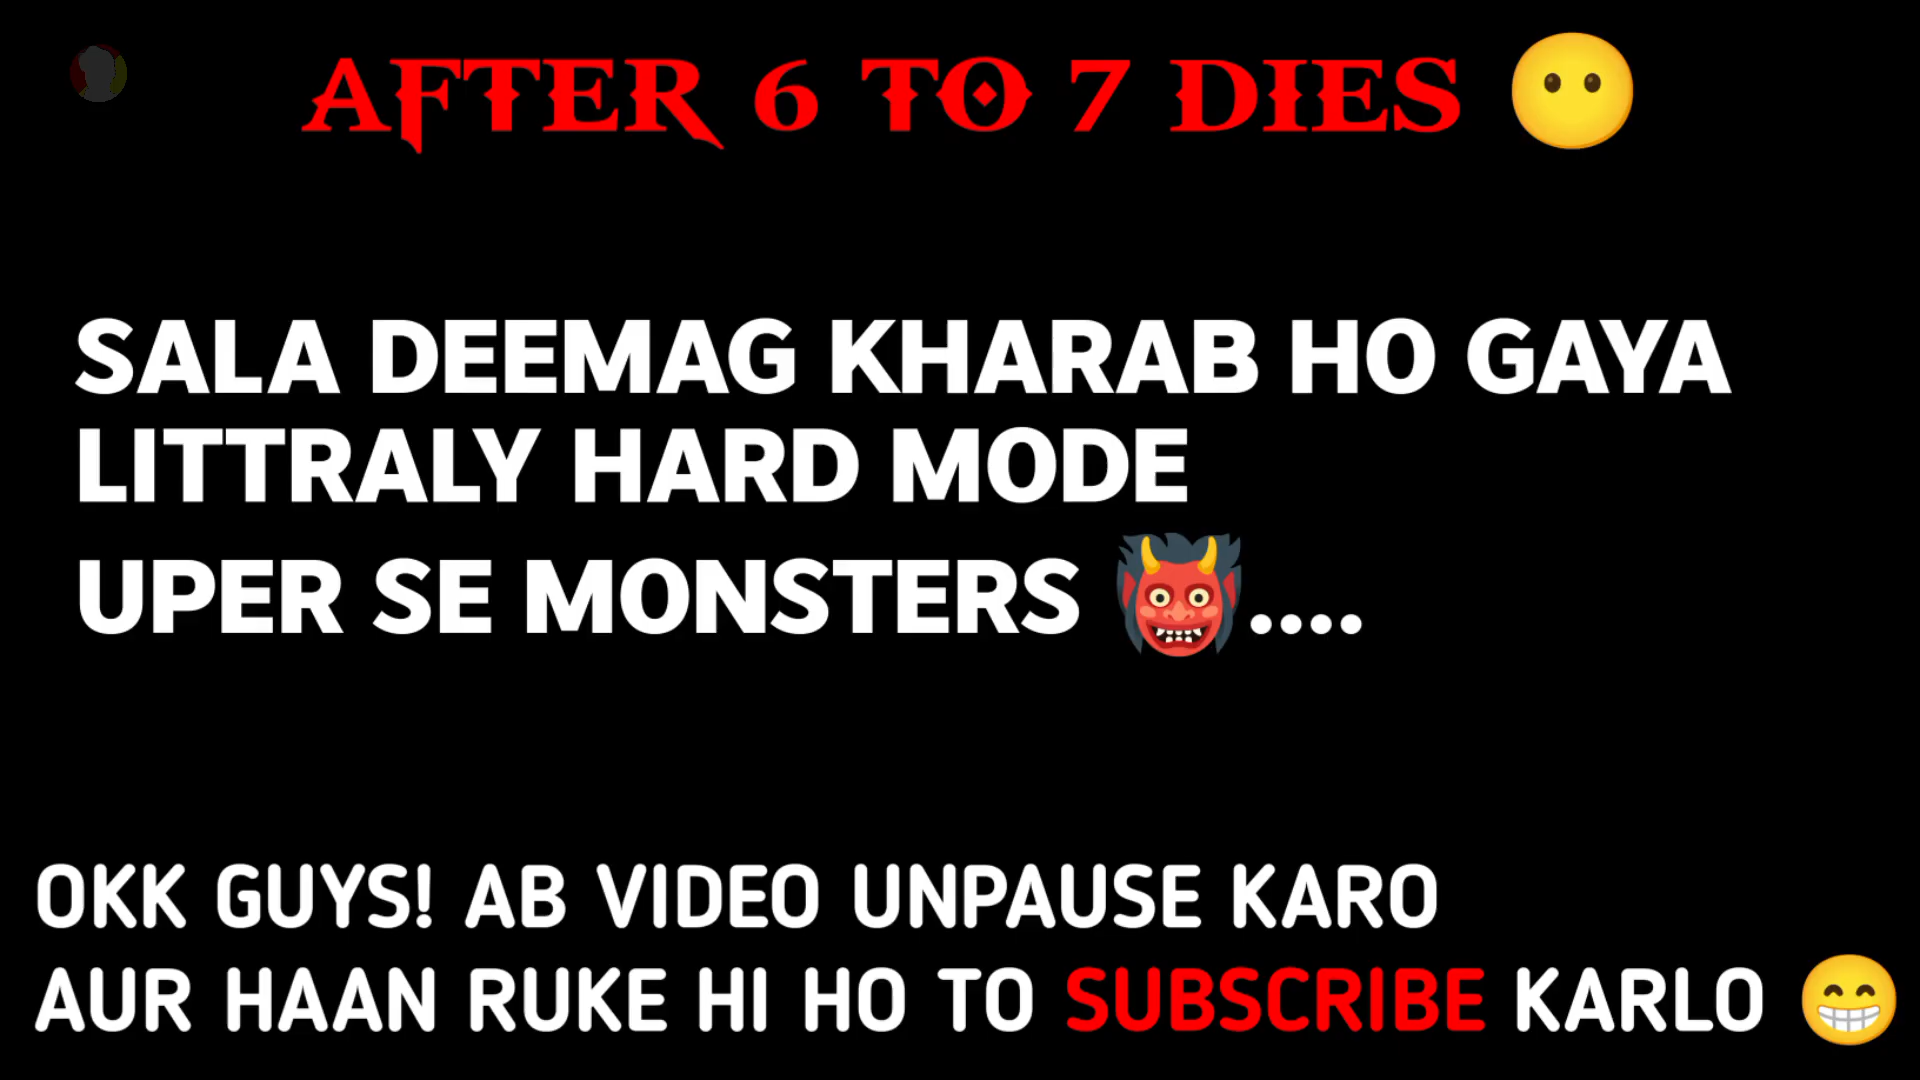 AFTER 6 TO 7 DIES 😶
SALA DEEMAG KHARAB HO GAYA
LITTRALY HARD MODE
UPER SE MONSTERS 👹....
OKK GUYS! AB VIDEO UNPAUSE KARO
AUR HAAN RUKE HI HO TO SUBSCRIBE KARLO 😁